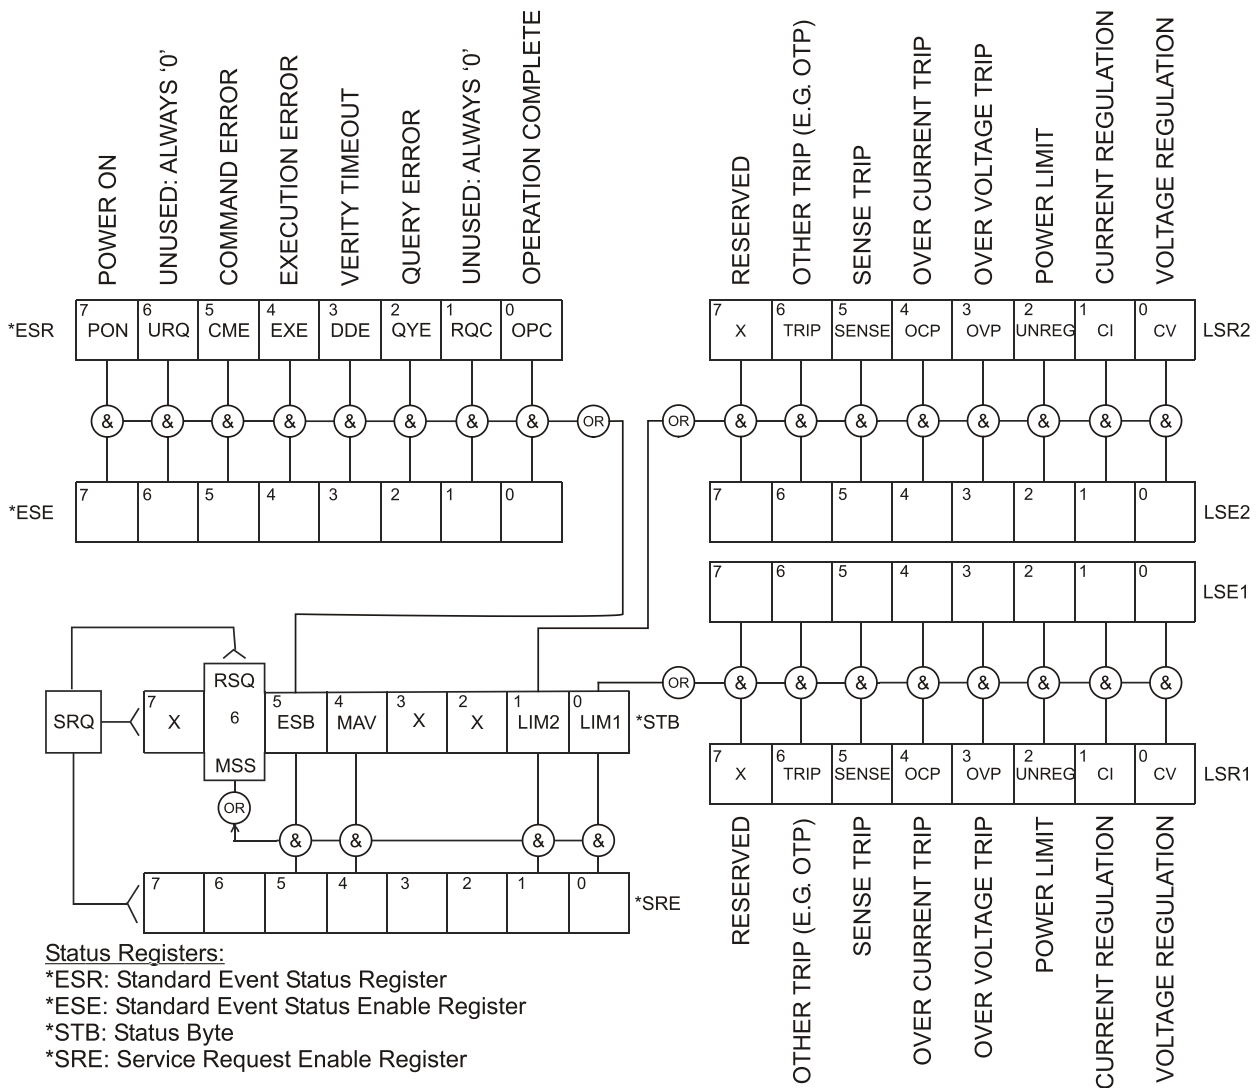 POWER ON
UNUSED: ALWAYS ‘0’
COMMAND ERROR
EXECUTION ERROR
VERITY TIMEOUT
QUERY ERROR
UNUSED: ALWAYS ‘0’
OPERATION COMPLETE
*ESR
7 PON 6 URQ 5 CME 4 EXE 3 DDE 2 QYE 1 RQC 0 OPC
& & & & & & & & OR
*ESE
7 6 5 4 3 2 1 0
RESERVED
OTHER TRIP (E.G. OTP)
SENSE TRIP
OVER CURRENT TRIP
OVER VOLTAGE TRIP
POWER LIMIT
CURRENT REGULATION
VOLTAGE REGULATION
7 X 6 TRIP 5 SENSE 4 OCP 3 OVP 2 UNREG 1 CI 0 CV
LSR2
OR & & & & & & & &
7 6 5 4 3 2 1 0
LSE2
7 6 5 4 3 2 1 0
LSE1
OR & & & & & & & &
7 X 6 TRIP 5 SENSE 4 OCP 3 OVP 2 UNREG 1 CI 0 CV
LSR1
RESERVED
OTHER TRIP (E.G. OTP)
SENSE TRIP
OVER CURRENT TRIP
OVER VOLTAGE TRIP
POWER LIMIT
CURRENT REGULATION
VOLTAGE REGULATION
SRQ
RSQ
7 X 6 5 ESB 4 MAV 3 X 2 X 1 LIM2 0 LIM1
*STB
MSS
OR
& & & &
7 6 5 4 3 2 1 0
*SRE
Status Registers:
*ESR: Standard Event Status Register
*ESE: Standard Event Status Enable Register
*STB: Status Byte
*SRE: Service Request Enable Register